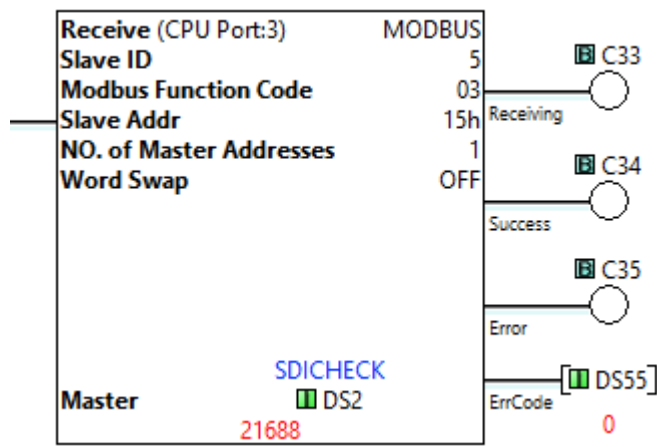 Receive (CPU Port:3) MODBUS
Slave ID 5
Modbus Function Code 03
Slave Addr 15h
NO. of Master Addresses 1
Word Swap OFF
B C33
Receiving
B C34
Success
B C35
Error
SDICHECK
Master DS2
21688
ErrCode
DS55
0